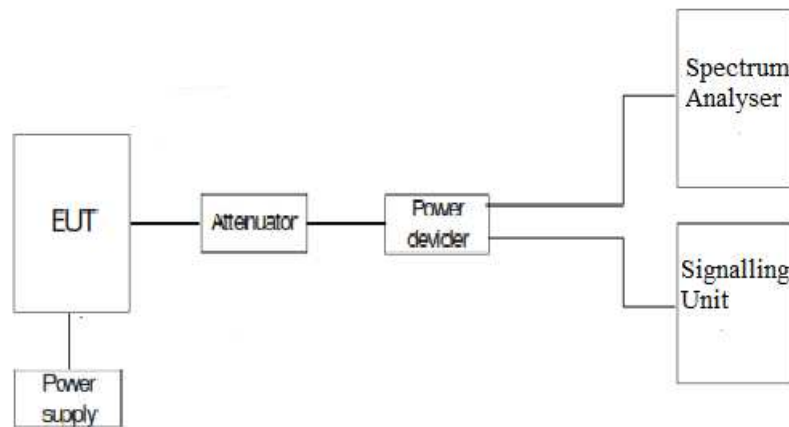 Spectrum
Analyser
EUT
Attenuator
Power
devider
Signalling
Unit
Power
supply